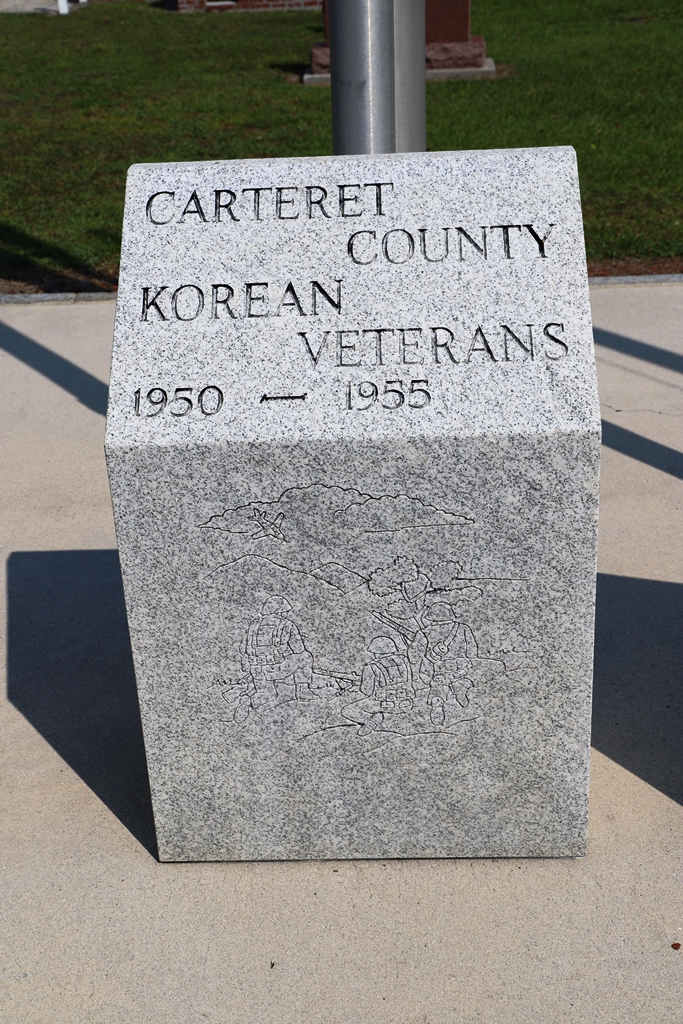 CARTERET
COUNTY
KOREAN
VETERANS
1950 — 1955